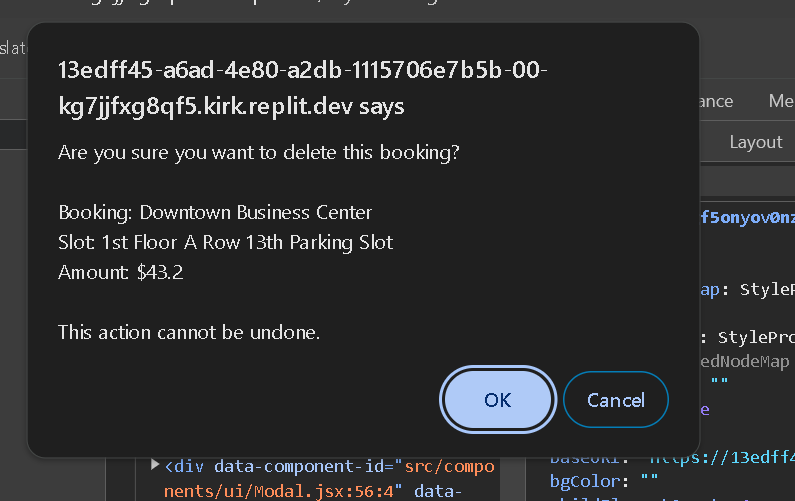 slat
13edff45-a6ad-4e80-a2db-1115706e7b5b-00-
kg7jjfxg8qf5.kirk.replit.dev says
Are you sure you want to delete this booking?
Booking: Downtown Business Center
Slot: 1st Floor A Row 13th Parking Slot
Amount: $43.2
This action cannot be undone.
OK
Cancel
ance
Me
Layout
f5onyov0nz
ap: StyleP
: StylePro
edNodeMap
""
e
baseURI: "https://13edff4
bgColor: ""
<div data-component-id="src/compo
nents/ui/Modal.jsx:56:4" data-